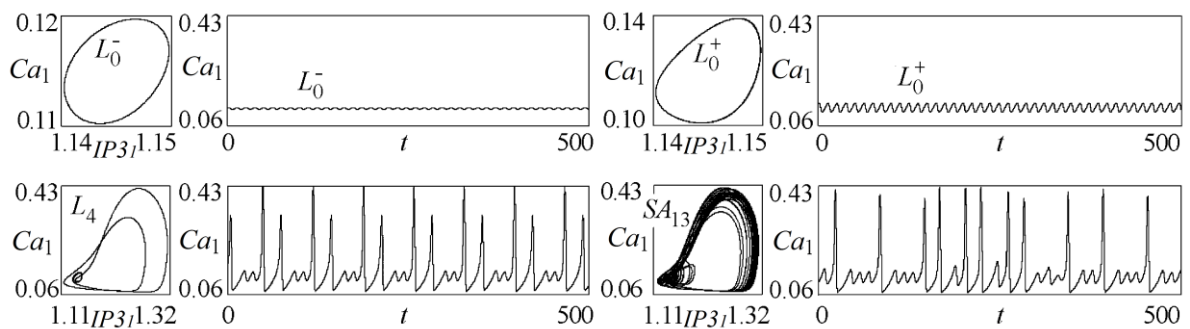 0.12 0.43 0.14 0.43
L₀⁻ L₀⁺
Ca₁ Ca₁ L₀⁻ Ca₁ Ca₁ L₀⁺
0.11 0.06 0.10 0.06
1.14 IP3₁ 1.15 0 t 500 1.14 IP3₁ 1.15 0 t 500
0.43 0.43 0.43 0.43
L₄ SA₁₃
Ca₁ Ca₁ Ca₁ Ca₁
0.06 0.06 0.06 0.06
1.11 IP3₁ 1.32 0 t 500 1.11 IP3₁ 1.32 0 t 500